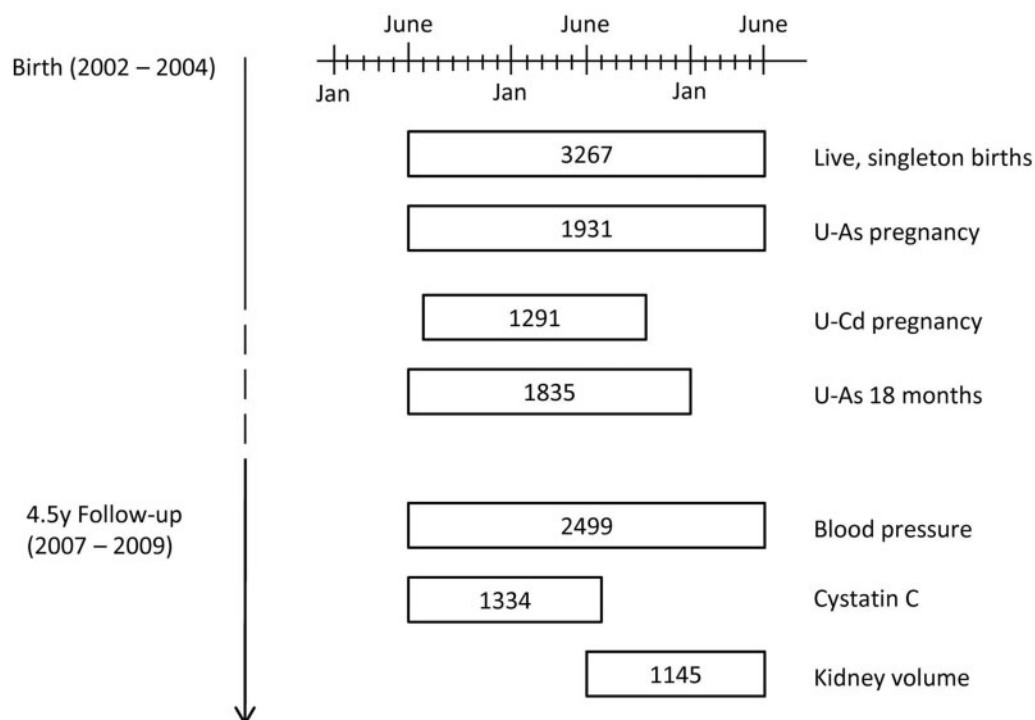 June June June
Birth (2002 – 2004)
Jan Jan Jan
3267 Live, singleton births
1931 U-As pregnancy
1291 U-Cd pregnancy
1835 U-As 18 months
4.5y Follow-up
(2007 – 2009)
2499 Blood pressure
1334 Cystatin C
1145 Kidney volume